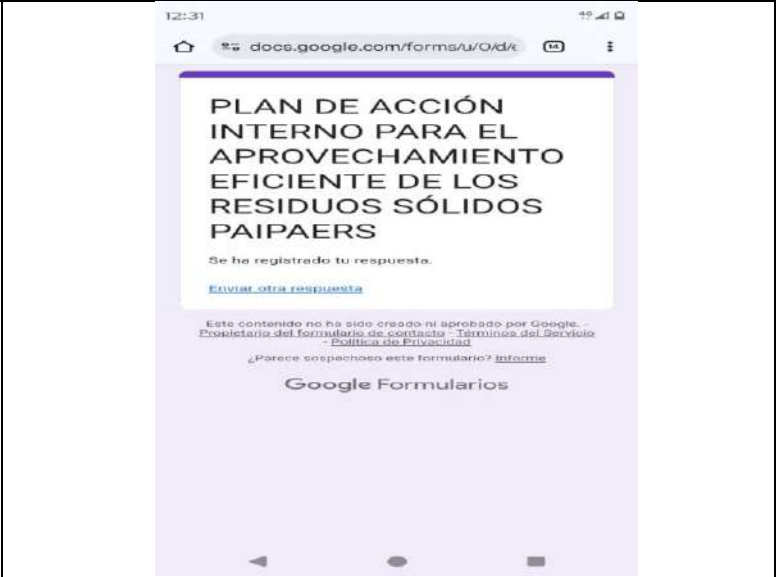 12:31
docs.google.com/forms/u/0/d/e
PLAN DE ACCIÓN
INTERNO PARA EL
APROVECHAMIENTO
EFICIENTE DE LOS
RESIDUOS SÓLIDOS
PAIPAERS
Se ha registrado tu respuesta.
Enviar otra respuesta
Este contenido no ha sido creado ni aprobado por Google. -
Propietario del formulario de contacto - Términos del Servicio
- Política de Privacidad
¿Parece sospechoso este formulario? Informe
Google Formularios